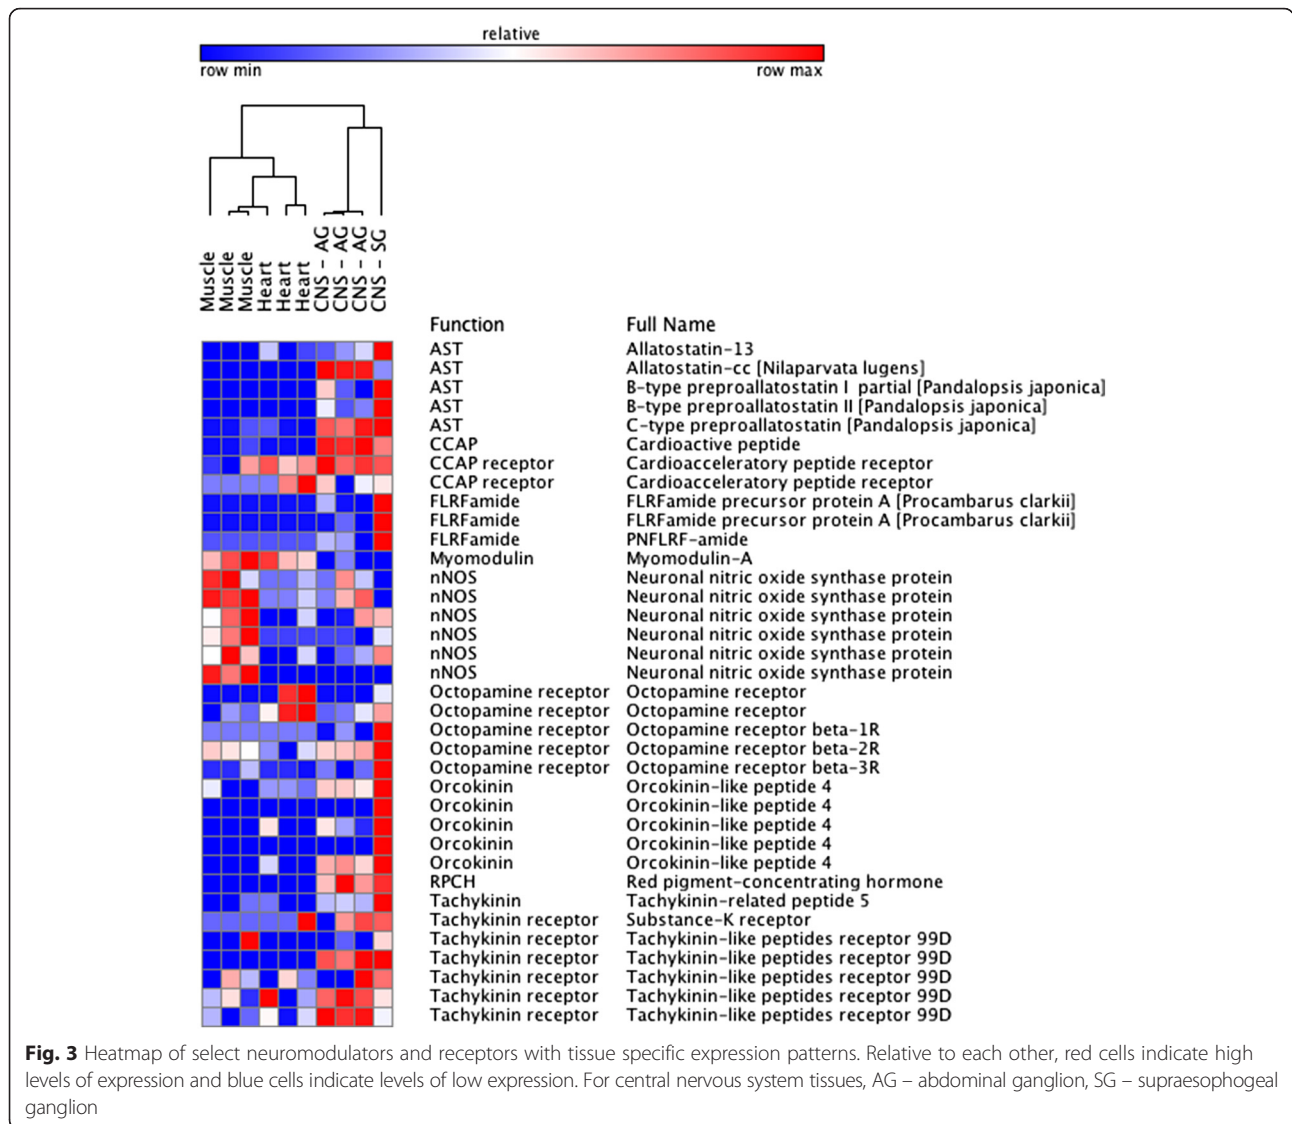 relative
row min row max
Muscle
Muscle
Muscle
Heart
Heart
Heart
CNS – AG
CNS – AG
CNS – AG
CNS – SG
Function Full Name
AST Allatostatin-13
AST Allatostatin-cc [Nilaparvata lugens]
AST B-type preproallatostatin I partial [Pandalopsis japonica]
AST B-type preproallatostatin II [Pandalopsis japonica]
AST C-type preproallatostatin [Pandalopsis japonica]
CCAP Cardioactive peptide
CCAP receptor Cardioacceleratory peptide receptor
CCAP receptor Cardioacceleratory peptide receptor
FLRFamide FLRFamide precursor protein A [Procambarus clarkii]
FLRFamide FLRFamide precursor protein A [Procambarus clarkii]
FLRFamide PNFLRF-amide
Myomodulin Myomodulin-A
nNOS Neuronal nitric oxide synthase protein
nNOS Neuronal nitric oxide synthase protein
nNOS Neuronal nitric oxide synthase protein
nNOS Neuronal nitric oxide synthase protein
nNOS Neuronal nitric oxide synthase protein
nNOS Neuronal nitric oxide synthase protein
Octopamine receptor Octopamine receptor
Octopamine receptor Octopamine receptor
Octopamine receptor Octopamine receptor beta-1R
Octopamine receptor Octopamine receptor beta-2R
Octopamine receptor Octopamine receptor beta-3R
Orcokinin Orcokinin-like peptide 4
Orcokinin Orcokinin-like peptide 4
Orcokinin Orcokinin-like peptide 4
Orcokinin Orcokinin-like peptide 4
Orcokinin Orcokinin-like peptide 4
RPCH Red pigment-concentrating hormone
Tachykinin Tachykinin-related peptide 5
Tachykinin receptor Substance-K receptor
Tachykinin receptor Tachykinin-like peptides receptor 99D
Tachykinin receptor Tachykinin-like peptides receptor 99D
Tachykinin receptor Tachykinin-like peptides receptor 99D
Tachykinin receptor Tachykinin-like peptides receptor 99D
Tachykinin receptor Tachykinin-like peptides receptor 99D
Fig. 3 Heatmap of select neuromodulators and receptors with tissue specific expression patterns. Relative to each other, red cells indicate high
levels of expression and blue cells indicate levels of low expression. For central nervous system tissues, AG – abdominal ganglion, SG – supraesophogeal
ganglion